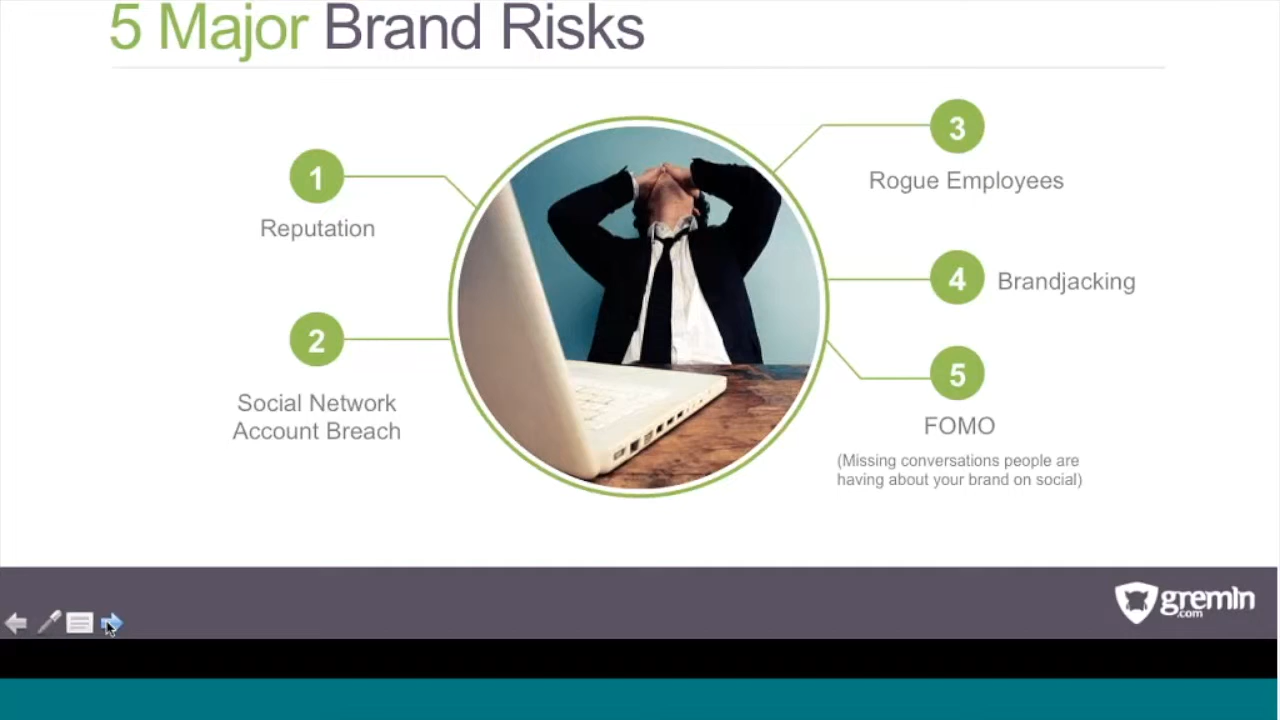 5 Major Brand Risks
1
Reputation
2
Social Network
Account Breach
3
Rogue Employees
4
Brandjacking
5
FOMO
(Missing conversations people are
having about your brand on social)
gremln
.com